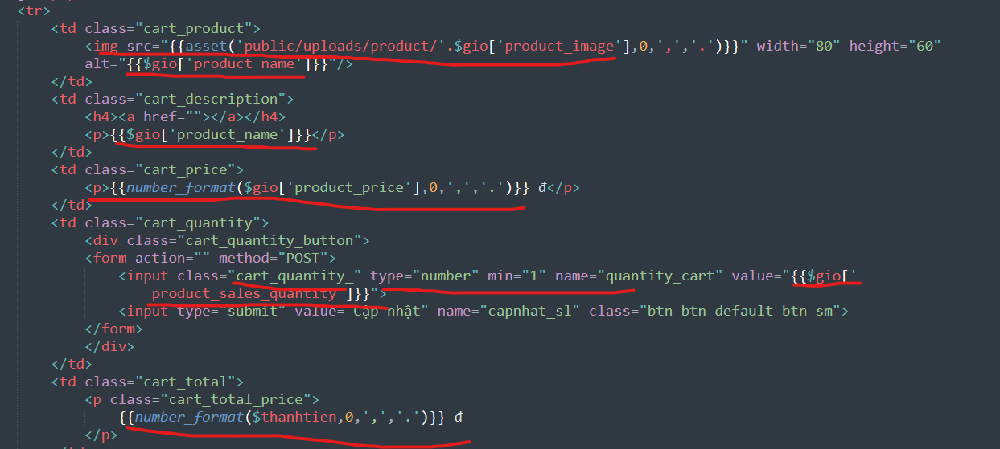 <tr>
<td class="cart_product">
<img src="{{asset('public/uploads/product/'.$gio['product_image'],0,',','.')}}" width="80" height="60"
alt="{{$gio['product_name']}}"/>
</td>
<td class="cart_description">
<h4><a href=""></a></h4>
<p>{{$gio['product_name']}}</p>
</td>
<td class="cart_price">
<p>{{number_format($gio['product_price'],0,',','.')}} đ</p>
</td>
<td class="cart_quantity">
<div class="cart_quantity_button">
<form action="" method="POST">
<input class="cart_quantity_" type="number" min="1" name="quantity_cart" value="{{$gio['
product_sales_quantity']}}">
<input type="submit" value="Cập nhật" name="capnhat_sl" class="btn btn-default btn-sm">
</form>
</div>
</td>
<td class="cart_total">
<p class="cart_total_price">
{{number_format($thanhtien,0,',','.')}} đ
</p>